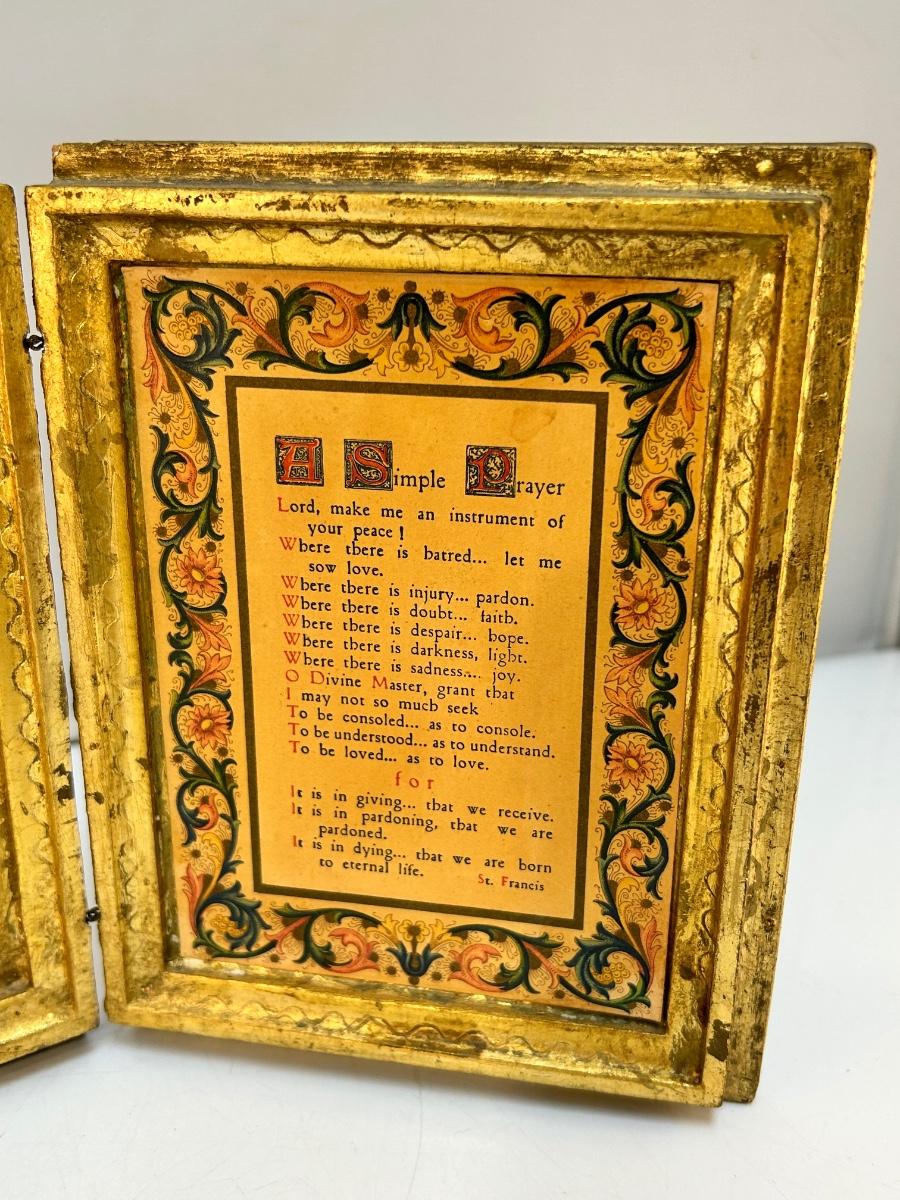 A Simple Prayer
Lord, make me an instrument of
your peace!
Where there is hatred... let me
sow love.
Where there is injury... pardon.
Where there is doubt... faith.
Where there is despair... hope.
Where there is darkness, light.
Where there is sadness.... joy.
O Divine Master, grant that
I may not so much seek
To be consoled... as to console.
To be understood... as to understand.
To be loved... as to love.
for
It is in giving... that we receive.
It is in pardoning, that we are
pardoned.
It is in dying... that we are born
to eternal life. St. Francis